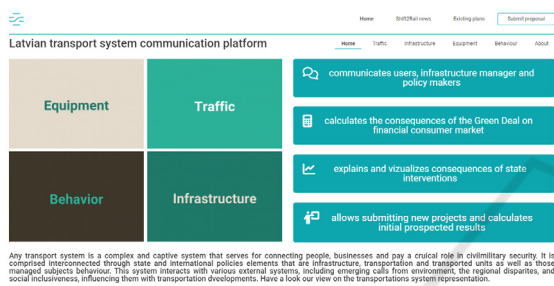 Home Shift2Rail news Existing plans Submit proposal
Latvian transport system communication platform
Home Traffic Infrastructure Equipment Behaviour About
Equipment
Traffic
Behavior
Infrastructure
communicates users, infrastructure manager and
policy makers
calculates the consequences of the Green Deal on
financial consumer market
explains and vizualizes consequences of state
interventions
allows submitting new projects and calculates
initial prospected results
Any transport system is a complex and captive system that serves for connecting people, businesses and pay a cruical role in civilmilitary security. It is
comprised interconnected through state and international policies elements that are infrastructure, transportation and transported units as well as those
managed subjects behaviour. This system interacts with various external systems, including emerging calls from environment, the regional disparites, and
social inclusiveness, influencing them with transportation dveelopments. Have a look our view on the transportations system representation.